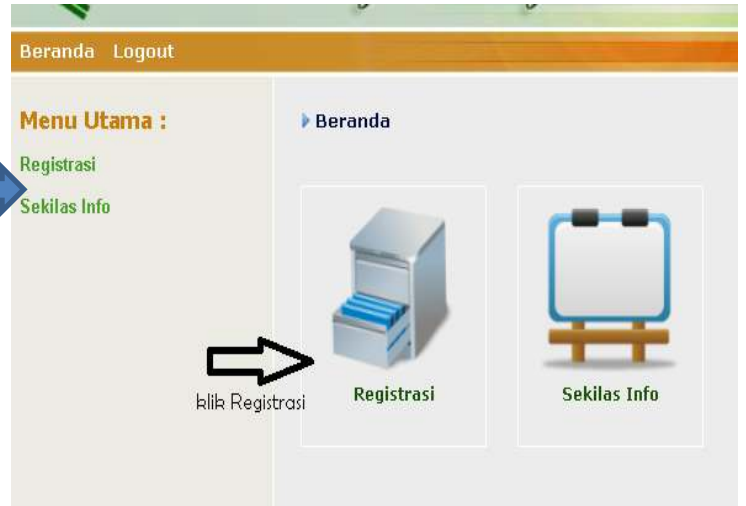 Beranda Logout
Menu Utama :
Registrasi
Sekilas Info
Beranda
klik Registrasi
Registrasi
Sekilas Info